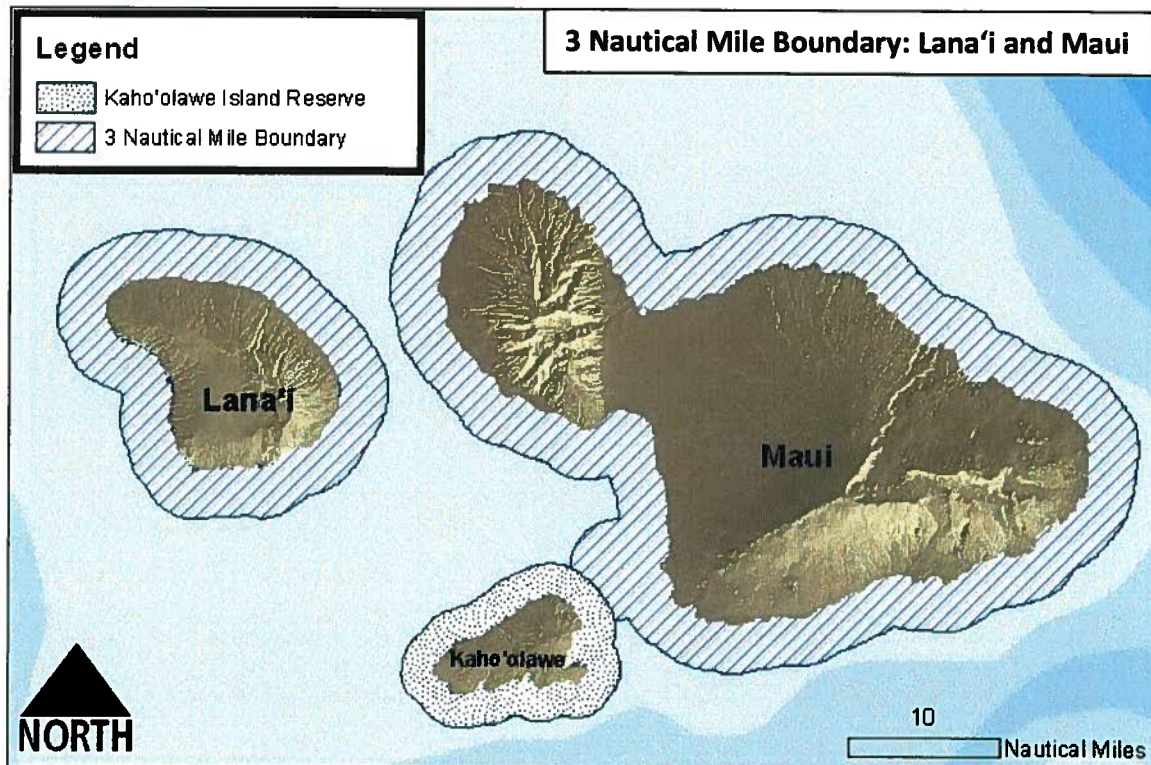 3 Nautical Mile Boundary: Lanaʻi and Maui
Legend
Kaho'olawe Island Reserve
3 Nautical Mile Boundary
Lana'i
Maui
Kaho'olawe
NORTH
10
Nautical Miles